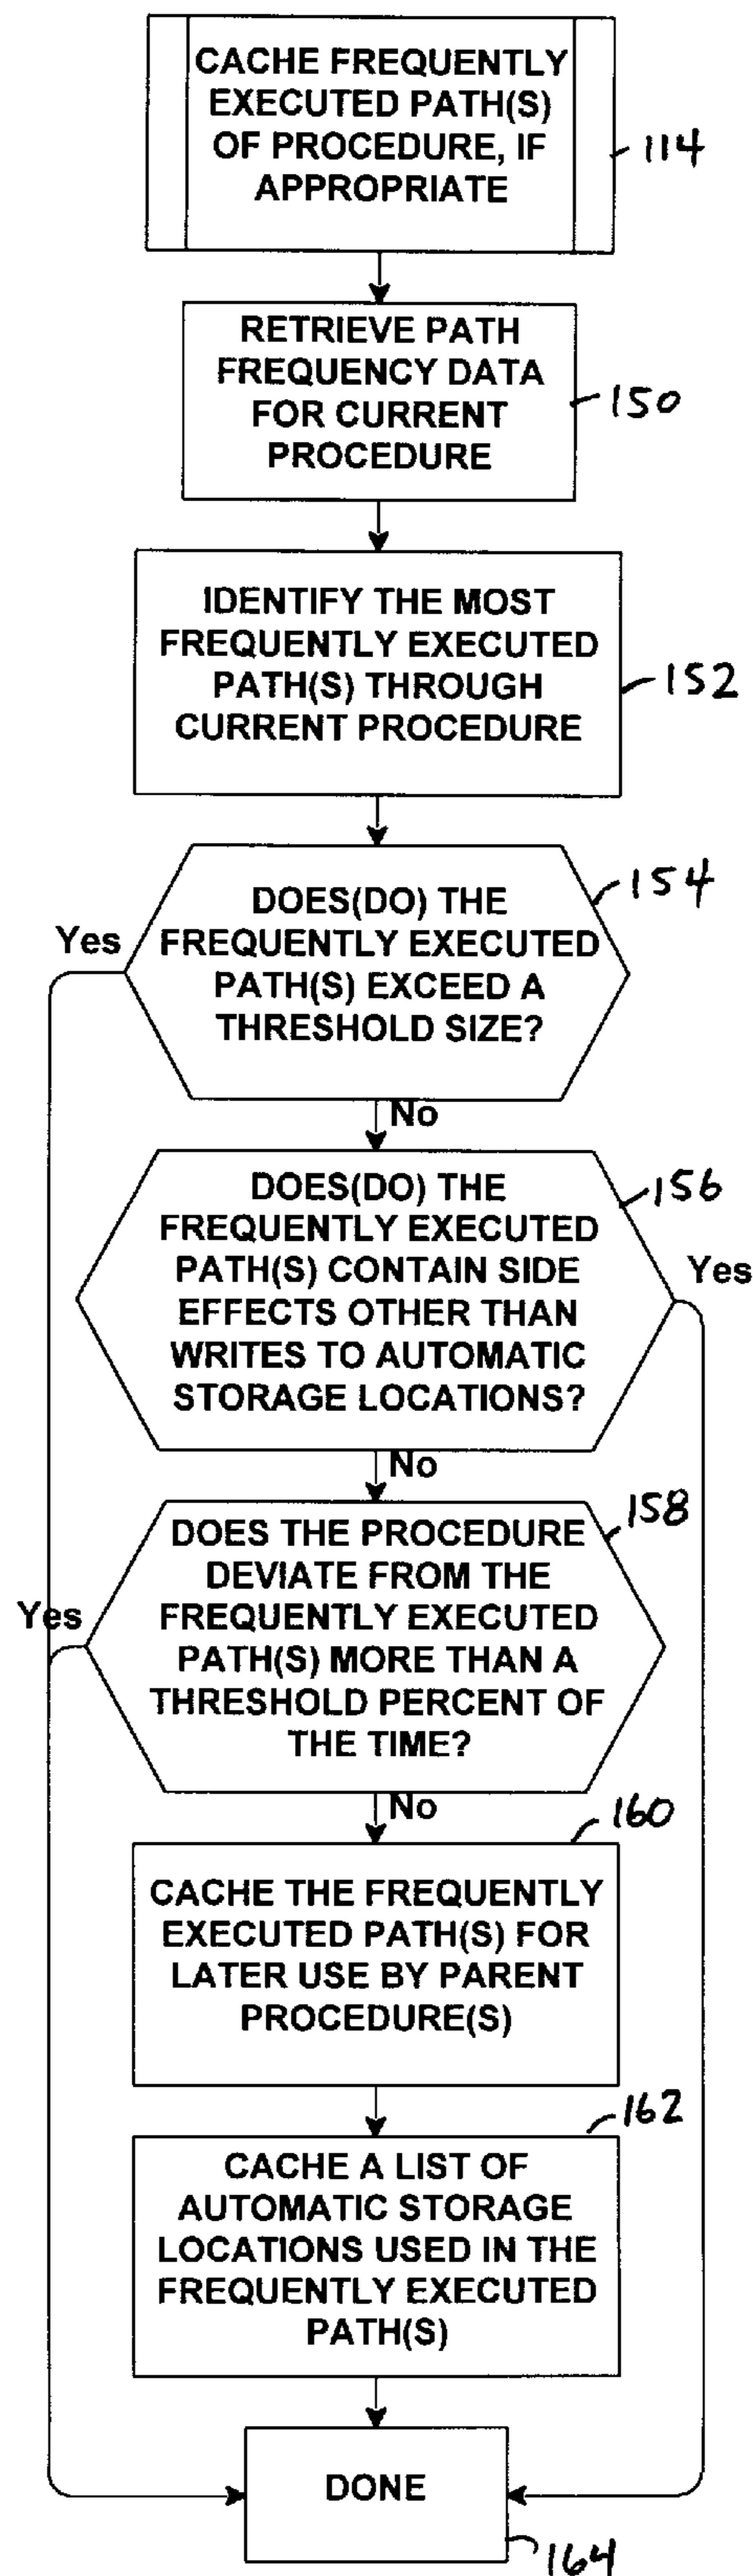 CACHE FREQUENTLY
EXECUTED PATH(S)
OF PROCEDURE, IF
APPROPRIATE
114
RETRIEVE PATH
FREQUENCY DATA
FOR CURRENT
PROCEDURE
150
IDENTIFY THE MOST
FREQUENTLY EXECUTED
PATH(S) THROUGH
CURRENT PROCEDURE
152
154
DOES(DO) THE
FREQUENTLY EXECUTED
PATH(S) EXCEED A
THRESHOLD SIZE?
Yes
No
156
DOES(DO) THE
FREQUENTLY EXECUTED
PATH(S) CONTAIN SIDE
EFFECTS OTHER THAN
WRITES TO AUTOMATIC
STORAGE LOCATIONS?
Yes
No
158
DOES THE PROCEDURE
DEVIATE FROM THE
FREQUENTLY EXECUTED
PATH(S) MORE THAN A
THRESHOLD PERCENT OF
THE TIME?
Yes
No
160
CACHE THE FREQUENTLY
EXECUTED PATH(S) FOR
LATER USE BY PARENT
PROCEDURE(S)
162
CACHE A LIST OF
AUTOMATIC STORAGE
LOCATIONS USED IN THE
FREQUENTLY EXECUTED
PATH(S)
DONE
164